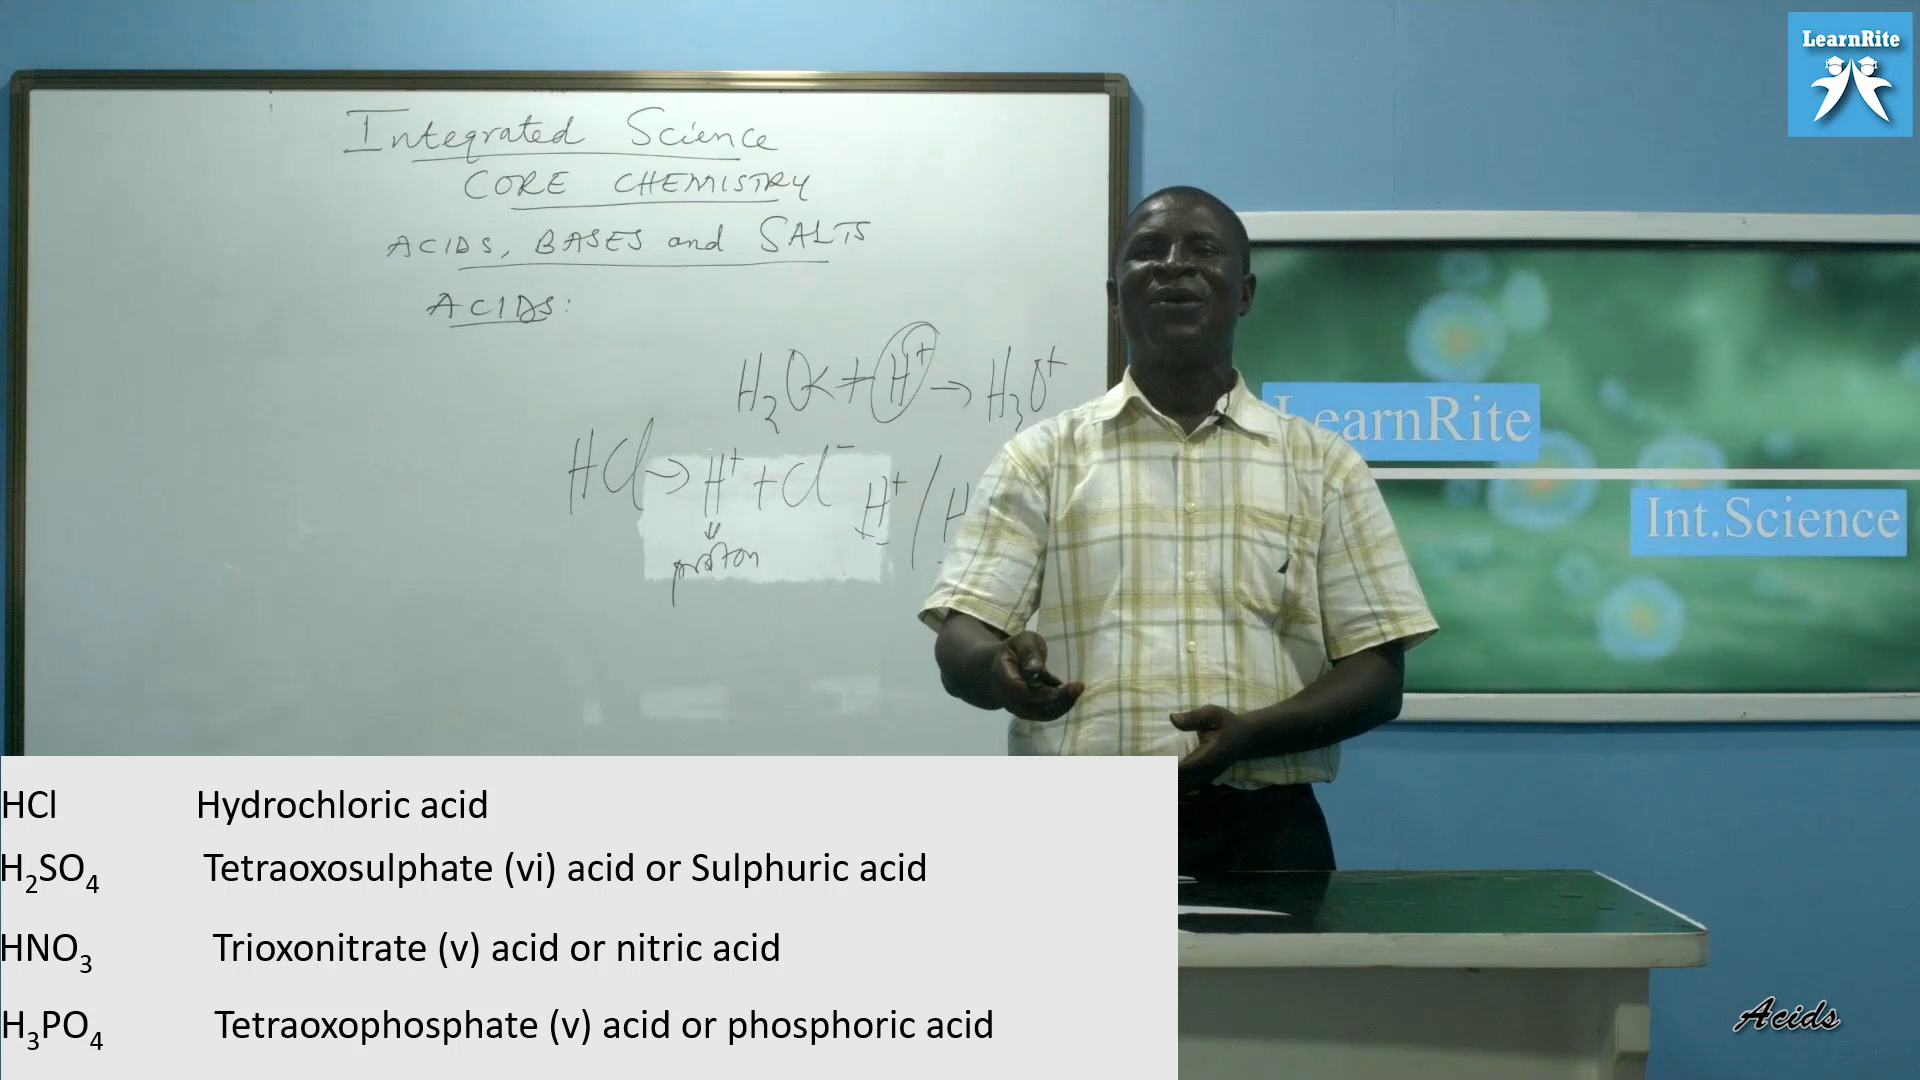 LearnRite
Integrated Science
CORE CHEMISTRY
ACIDS, BASES and SALTS
ACIDS:
H₂O + H⁺ → H₃O⁺
HCl → H⁺ + Cl⁻
H⁺ / H
proton
LearnRite
Int.Science
HCl Hydrochloric acid
H₂SO₄ Tetraoxosulphate (vi) acid or Sulphuric acid
HNO₃ Trioxonitrate (v) acid or nitric acid
H₃PO₄ Tetraoxophosphate (v) acid or phosphoric acid
Acids